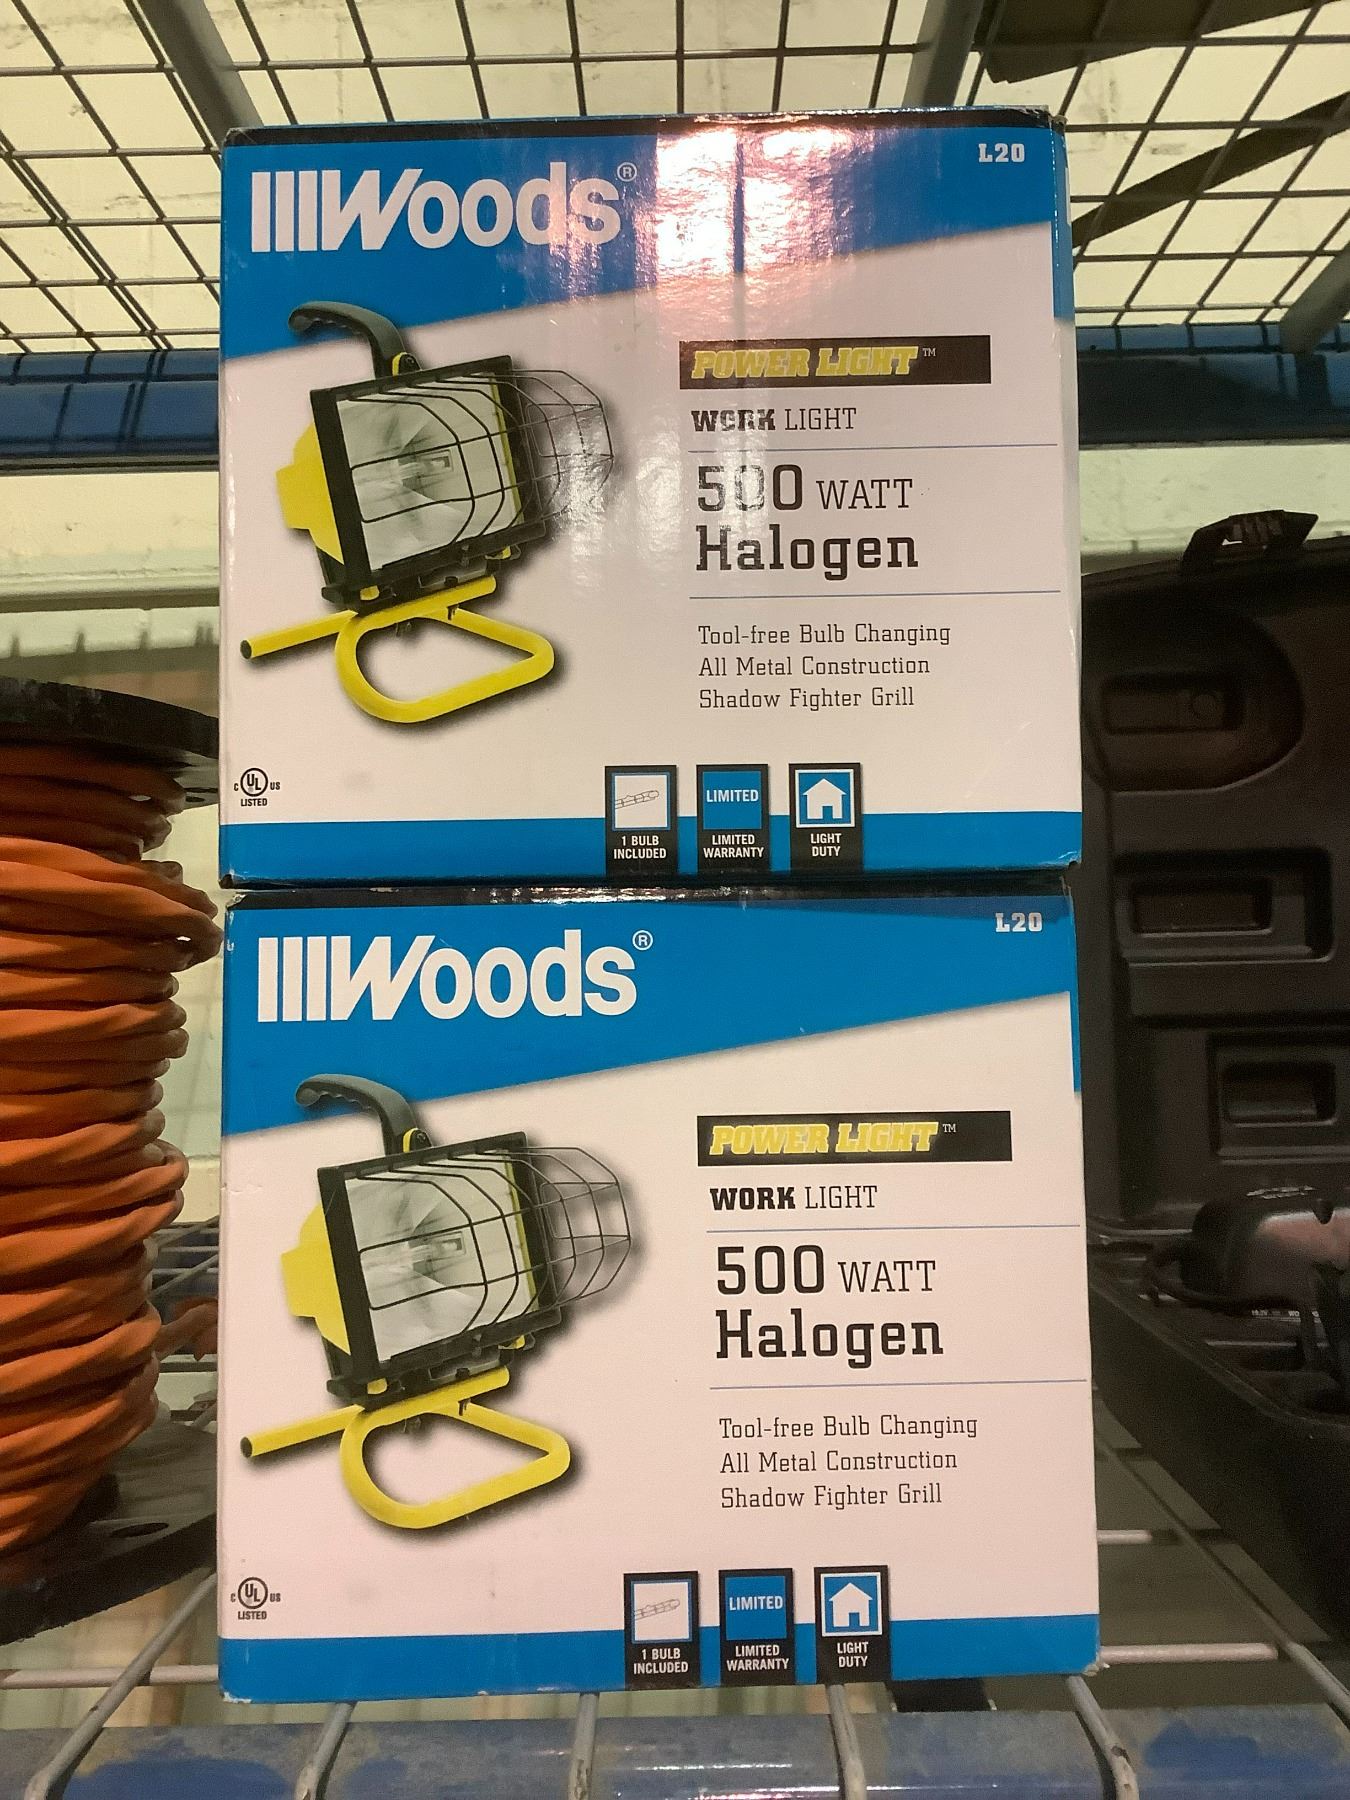 Woods®
L20
POWER LIGHT™
WORK LIGHT
500 WATT
Halogen
Tool-free Bulb Changing
All Metal Construction
Shadow Fighter Grill
C UL US
LISTED
1 BULB
INCLUDED
LIMITED
LIMITED
WARRANTY
LIGHT
DUTY
Woods®
L20
POWER LIGHT™
WORK LIGHT
500 WATT
Halogen
Tool-free Bulb Changing
All Metal Construction
Shadow Fighter Grill
C UL US
LISTED
1 BULB
INCLUDED
LIMITED
LIMITED
WARRANTY
LIGHT
DUTY